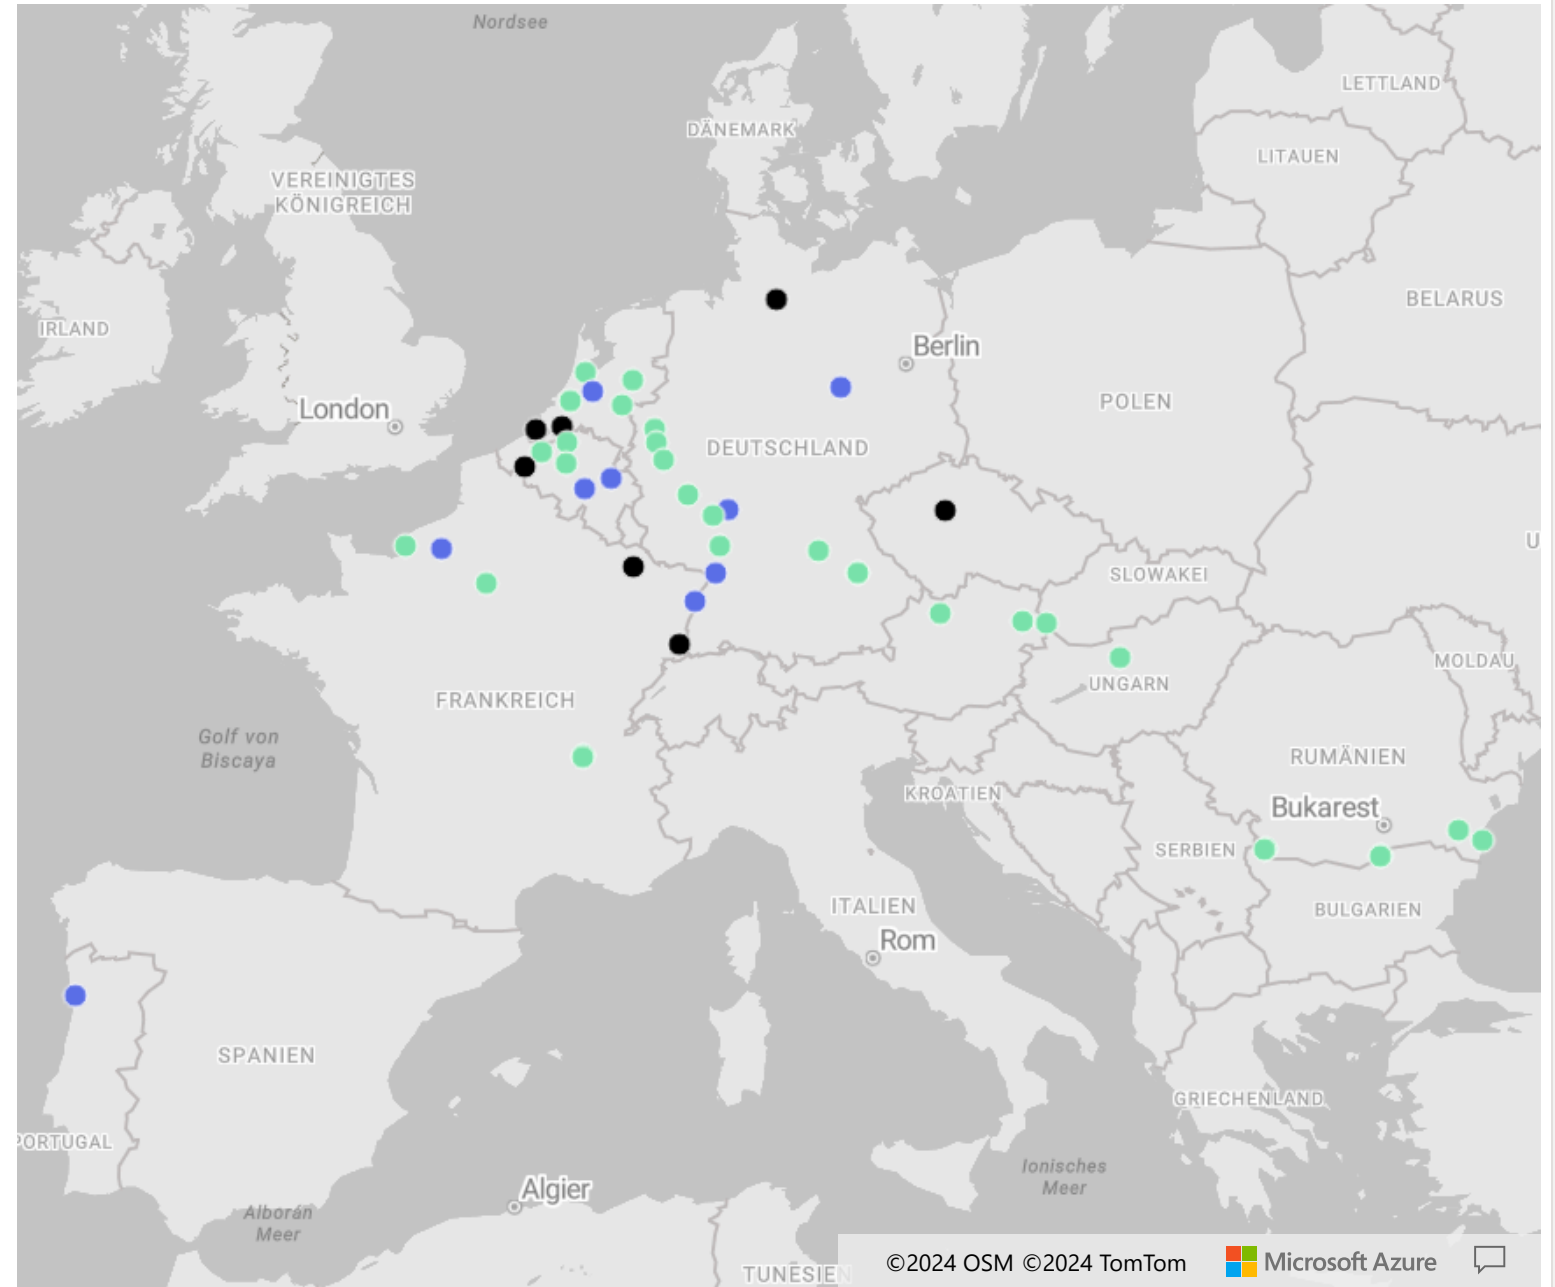 Nordsee
LETTLAND
DÄNEMARK
LITAUEN
VEREINIGTES
KÖNIGREICH
BELARUS
IRLAND
Berlin
POLEN
London
DEUTSCHLAND
U
SLOWAKEI
MOLDAU
UNGARN
FRANKREICH
Golf von
Biscaya
RUMÄNIEN
KROATIEN
Bukarest
SERBIEN
ITALIEN
BULGARIEN
Rom
SPANIEN
GRIECHENLAND
PORTUGAL
Ionisches
Meer
Algier
Alborán
Meer
TUNESIEN
©2024 OSM ©2024 TomTom
Microsoft Azure